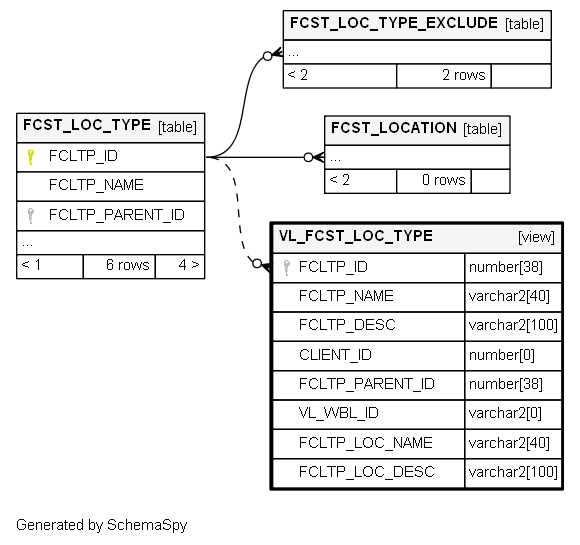 FCST_LOC_TYPE_EXCLUDE [table]
...
< 2 2 rows
FCST_LOC_TYPE [table]
FCLTP_ID
FCLTP_NAME
FCLTP_PARENT_ID
...
< 1 6 rows 4 >
FCST_LOCATION [table]
...
< 2 0 rows
VL_FCST_LOC_TYPE [view]
FCLTP_ID number[38]
FCLTP_NAME varchar2[40]
FCLTP_DESC varchar2[100]
CLIENT_ID number[0]
FCLTP_PARENT_ID number[38]
VL_WBL_ID varchar2[0]
FCLTP_LOC_NAME varchar2[40]
FCLTP_LOC_DESC varchar2[100]
Generated by SchemaSpy